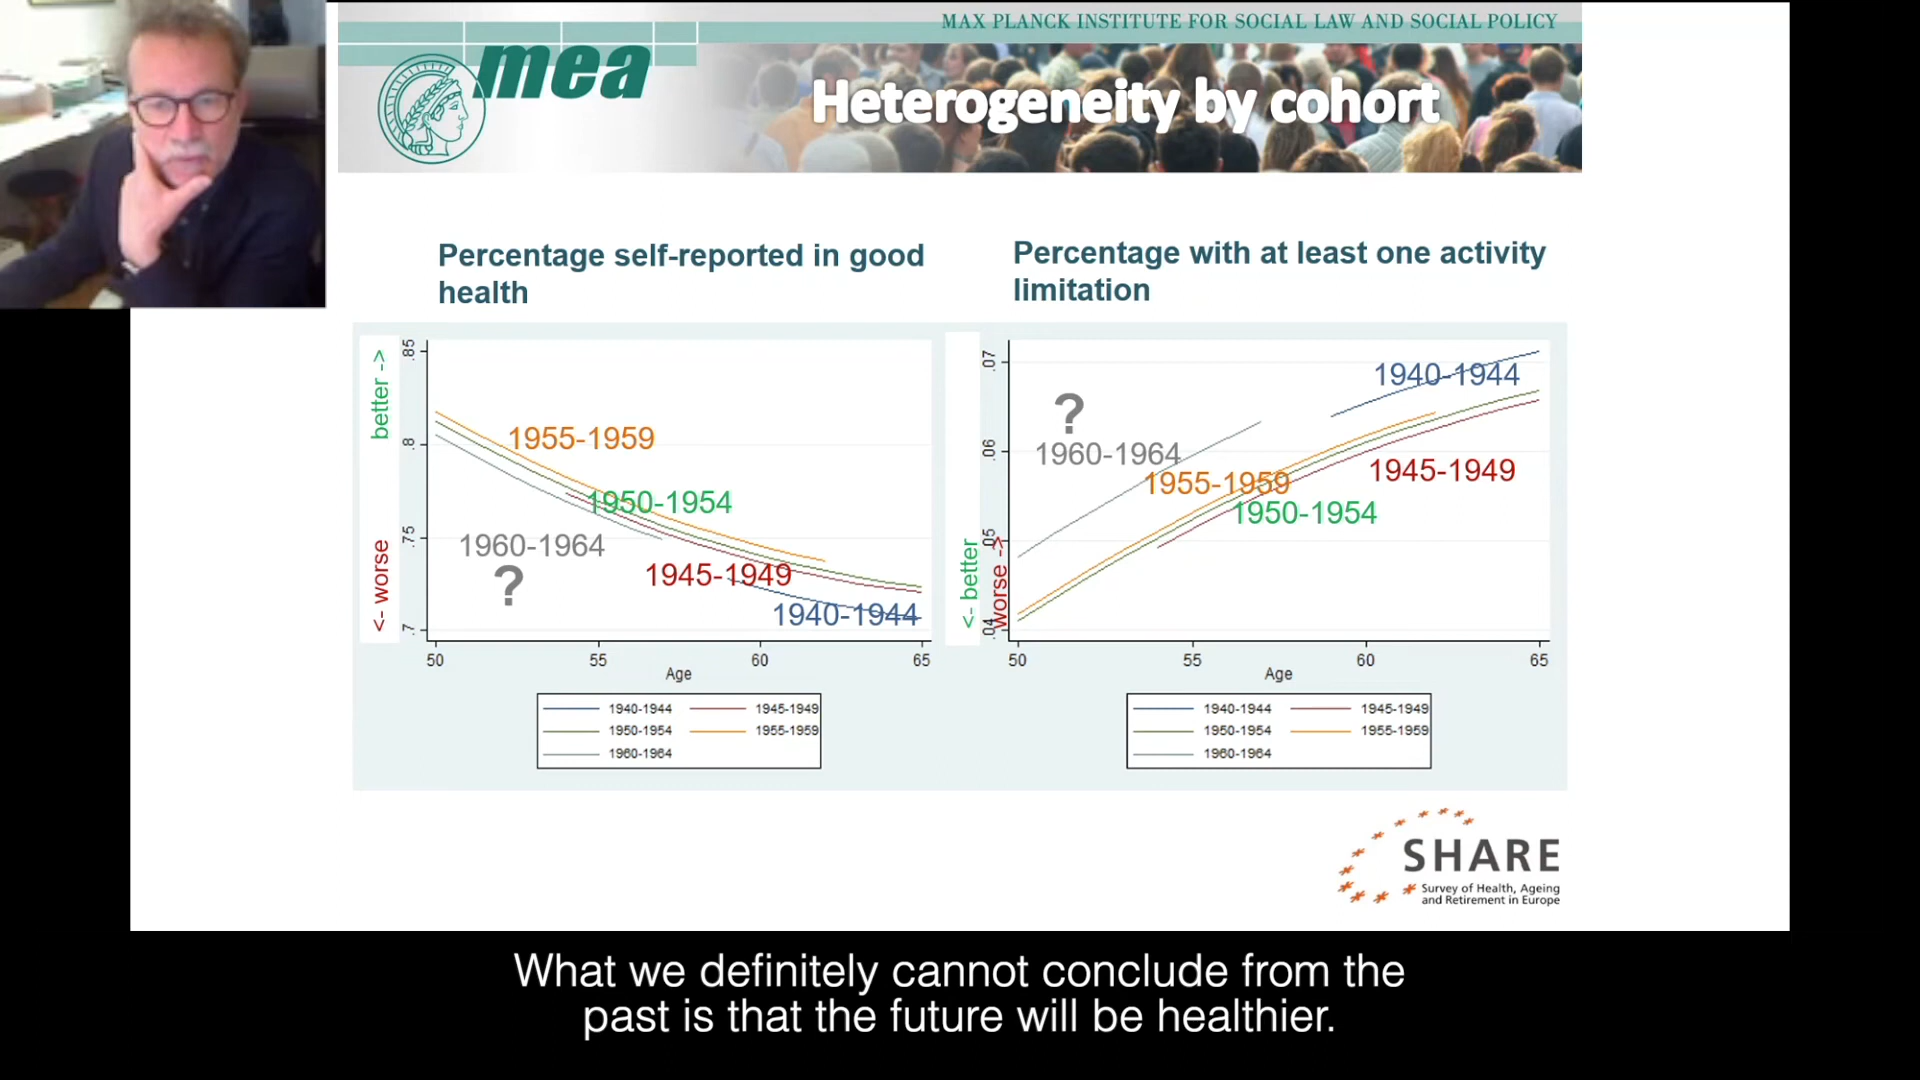 MAX PLANCK INSTITUTE FOR SOCIAL LAW AND SOCIAL POLICY
mea
Heterogeneity by cohort
Percentage self-reported in good
health
<- worse
better ->
.85
.8
.75
.7
1955-1959
1950-1954
1960-1964
?
1945-1949
1940-1944
50
55
60
65
Age
1940-1944
1945-1949
1950-1954
1955-1959
1960-1964
Percentage with at least one activity
limitation
<- better
worse ->
.07
.06
.05
.04
1940-1944
?
1960-1964
1955-1959
1945-1949
1950-1954
50
55
60
65
Age
1940-1944
1945-1949
1950-1954
1955-1959
1960-1964
SHARE
Survey of Health, Ageing
and Retirement in Europe
What we definitely cannot conclude from the
past is that the future will be healthier.